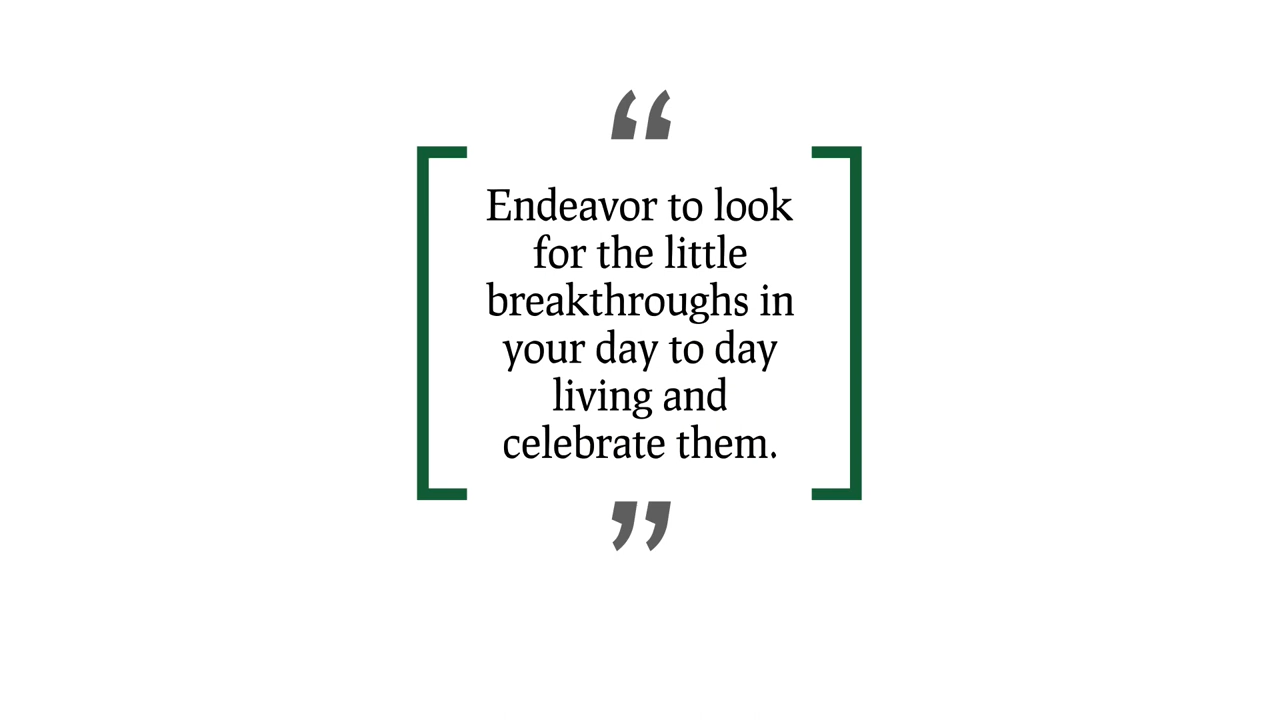 “
Endeavor to look
for the little
breakthroughs in
your day to day
living and
celebrate them.
”